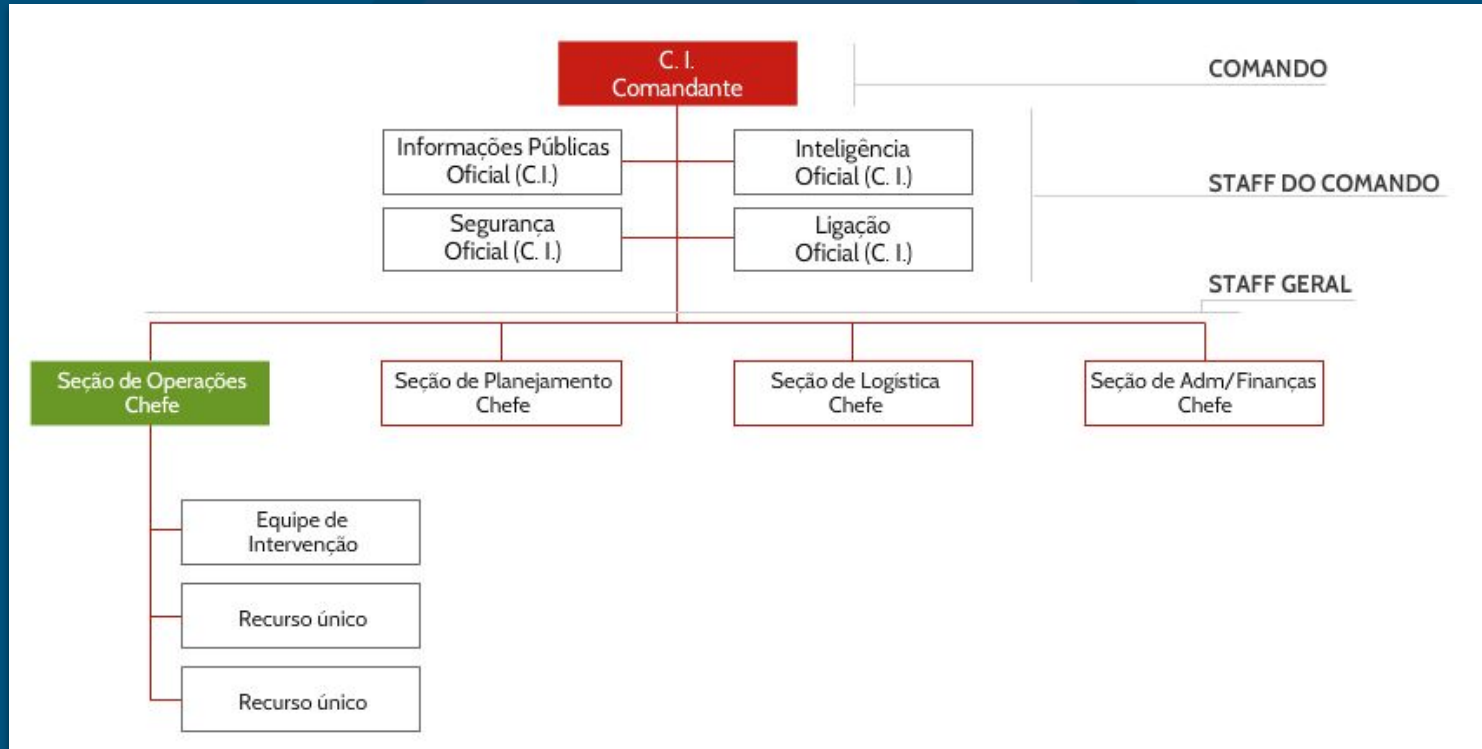 C. I.
Comandante
COMANDO
Informações Públicas
Oficial (C.I.)
Inteligência
Oficial (C. I.)
STAFF DO COMANDO
Segurança
Oficial (C. I.)
Ligação
Oficial (C. I.)
STAFF GERAL
Seção de Operações
Chefe
Seção de Planejamento
Chefe
Seção de Logística
Chefe
Seção de Adm/Finanças
Chefe
Equipe de
Intervenção
Recurso único
Recurso único